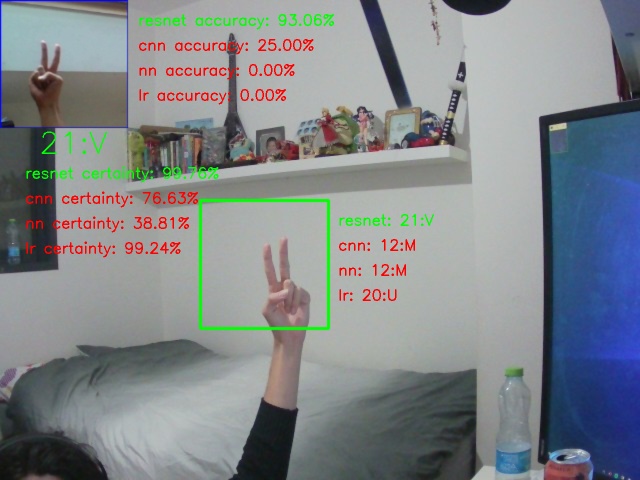 resnet accuracy: 93.06%
cnn accuracy: 25.00%
nn accuracy: 0.00%
lr accuracy: 0.00%
21:V
resnet certainty: 99.76%
cnn certainty: 76.63%
nn certainty: 38.81%
lr certainty: 99.24%
resnet: 21:V
cnn: 12:M
nn: 12:M
lr: 20:U